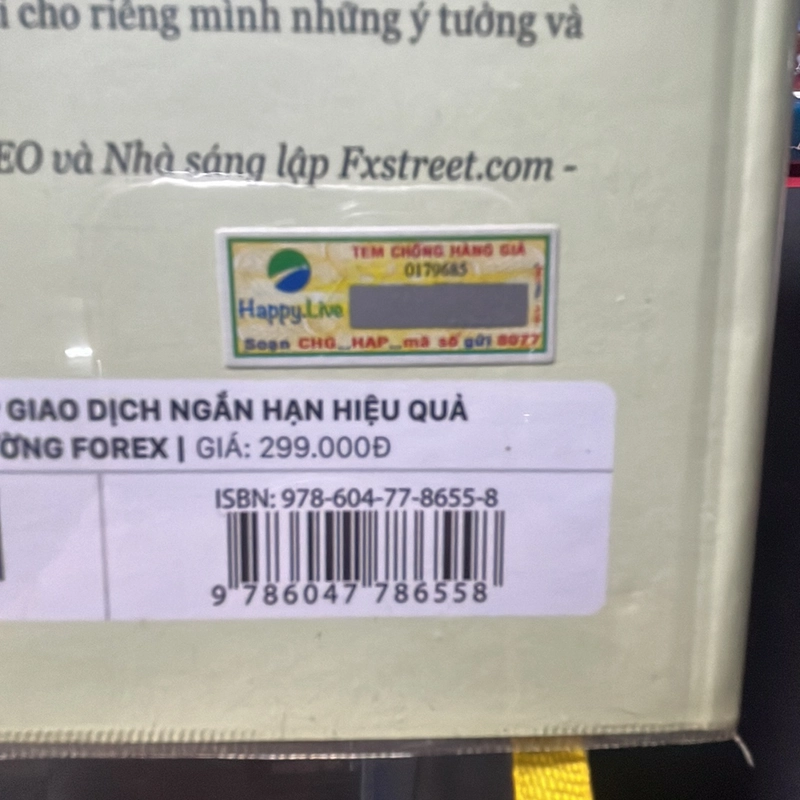 i cho riêng mình những ý tưởng và
EO và Nhà sáng lập Fxstreet.com -
TEM CHỐNG HÀNG GIẢ
0179685
Happy.Live
Soạn CHG_HAP_mã số gửi 8077
GIAO DỊCH NGẮN HẠN HIỆU QUẢ
ƯỜNG FOREX | GIÁ: 299.000Đ
ISBN: 978-604-77-8655-8
9 786047 786558